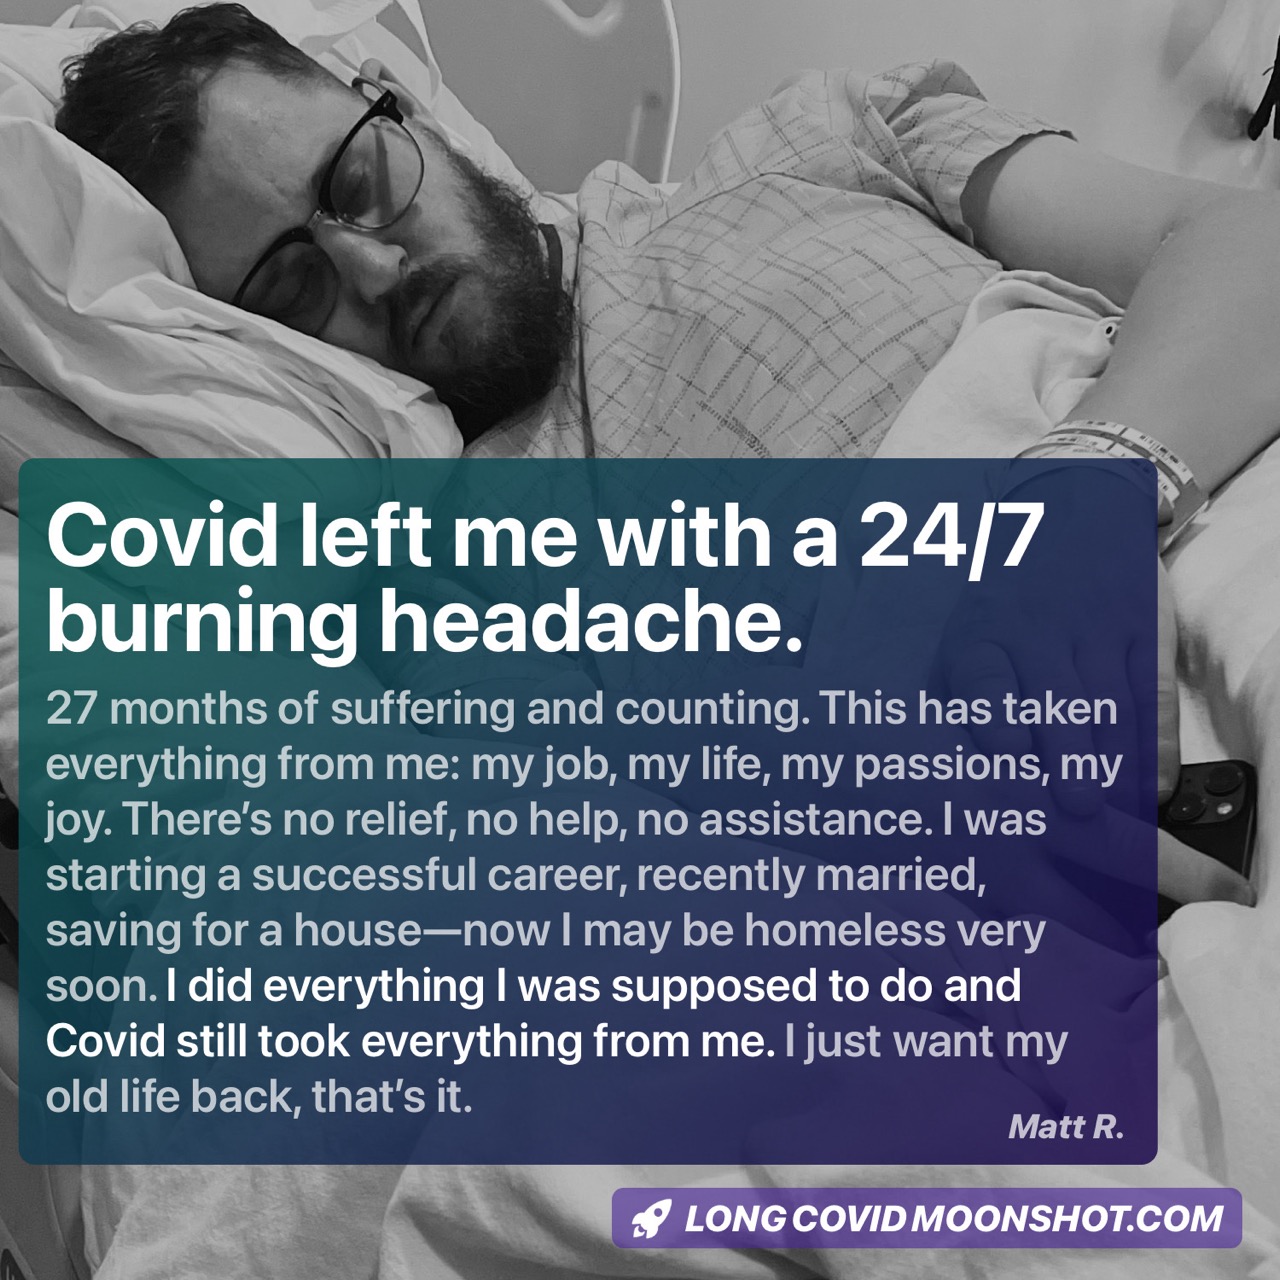 Covid left me with a 24/7
burning headache.
27 months of suffering and counting. This has taken
everything from me: my job, my life, my passions, my
joy. There’s no relief, no help, no assistance. I was
starting a successful career, recently married,
saving for a house—now I may be homeless very
soon. I did everything I was supposed to do and
Covid still took everything from me. I just want my
old life back, that’s it.
Matt R.
LONG COVID MOONSHOT.COM